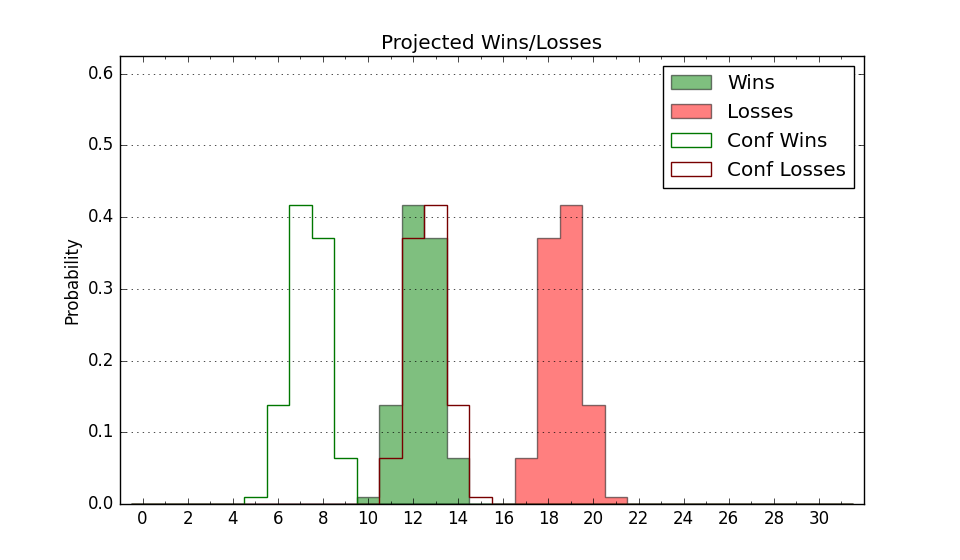 Projected Wins/Losses
Wins
Losses
Conf Wins
Conf Losses
Probability
0.6
0.5
0.4
0.3
0.2
0.1
0.0
0 2 4 6 8 10 12 14 16 18 20 22 24 26 28 30